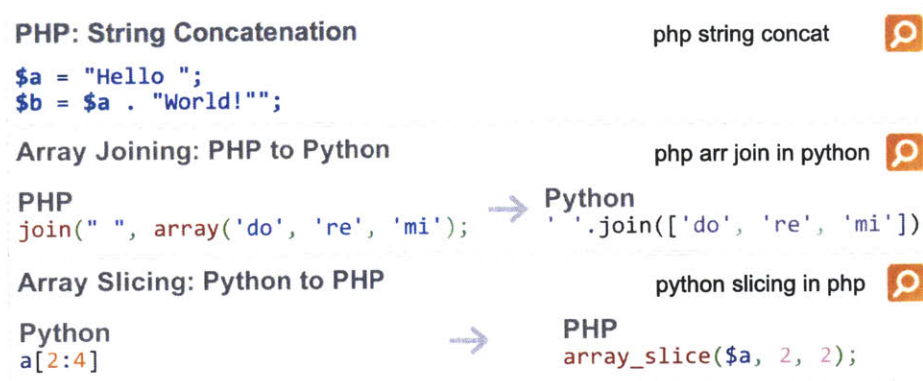 PHP: String Concatenation php string concat
$a = "Hello ";
$b = $a . "World!"";
Array Joining: PHP to Python php arr join in python
PHP Python
join(" ", array('do', 're', 'mi'); ' '.join(['do', 're', 'mi'])
Array Slicing: Python to PHP python slicing in php
Python PHP
a[2:4] array_slice($a, 2, 2);